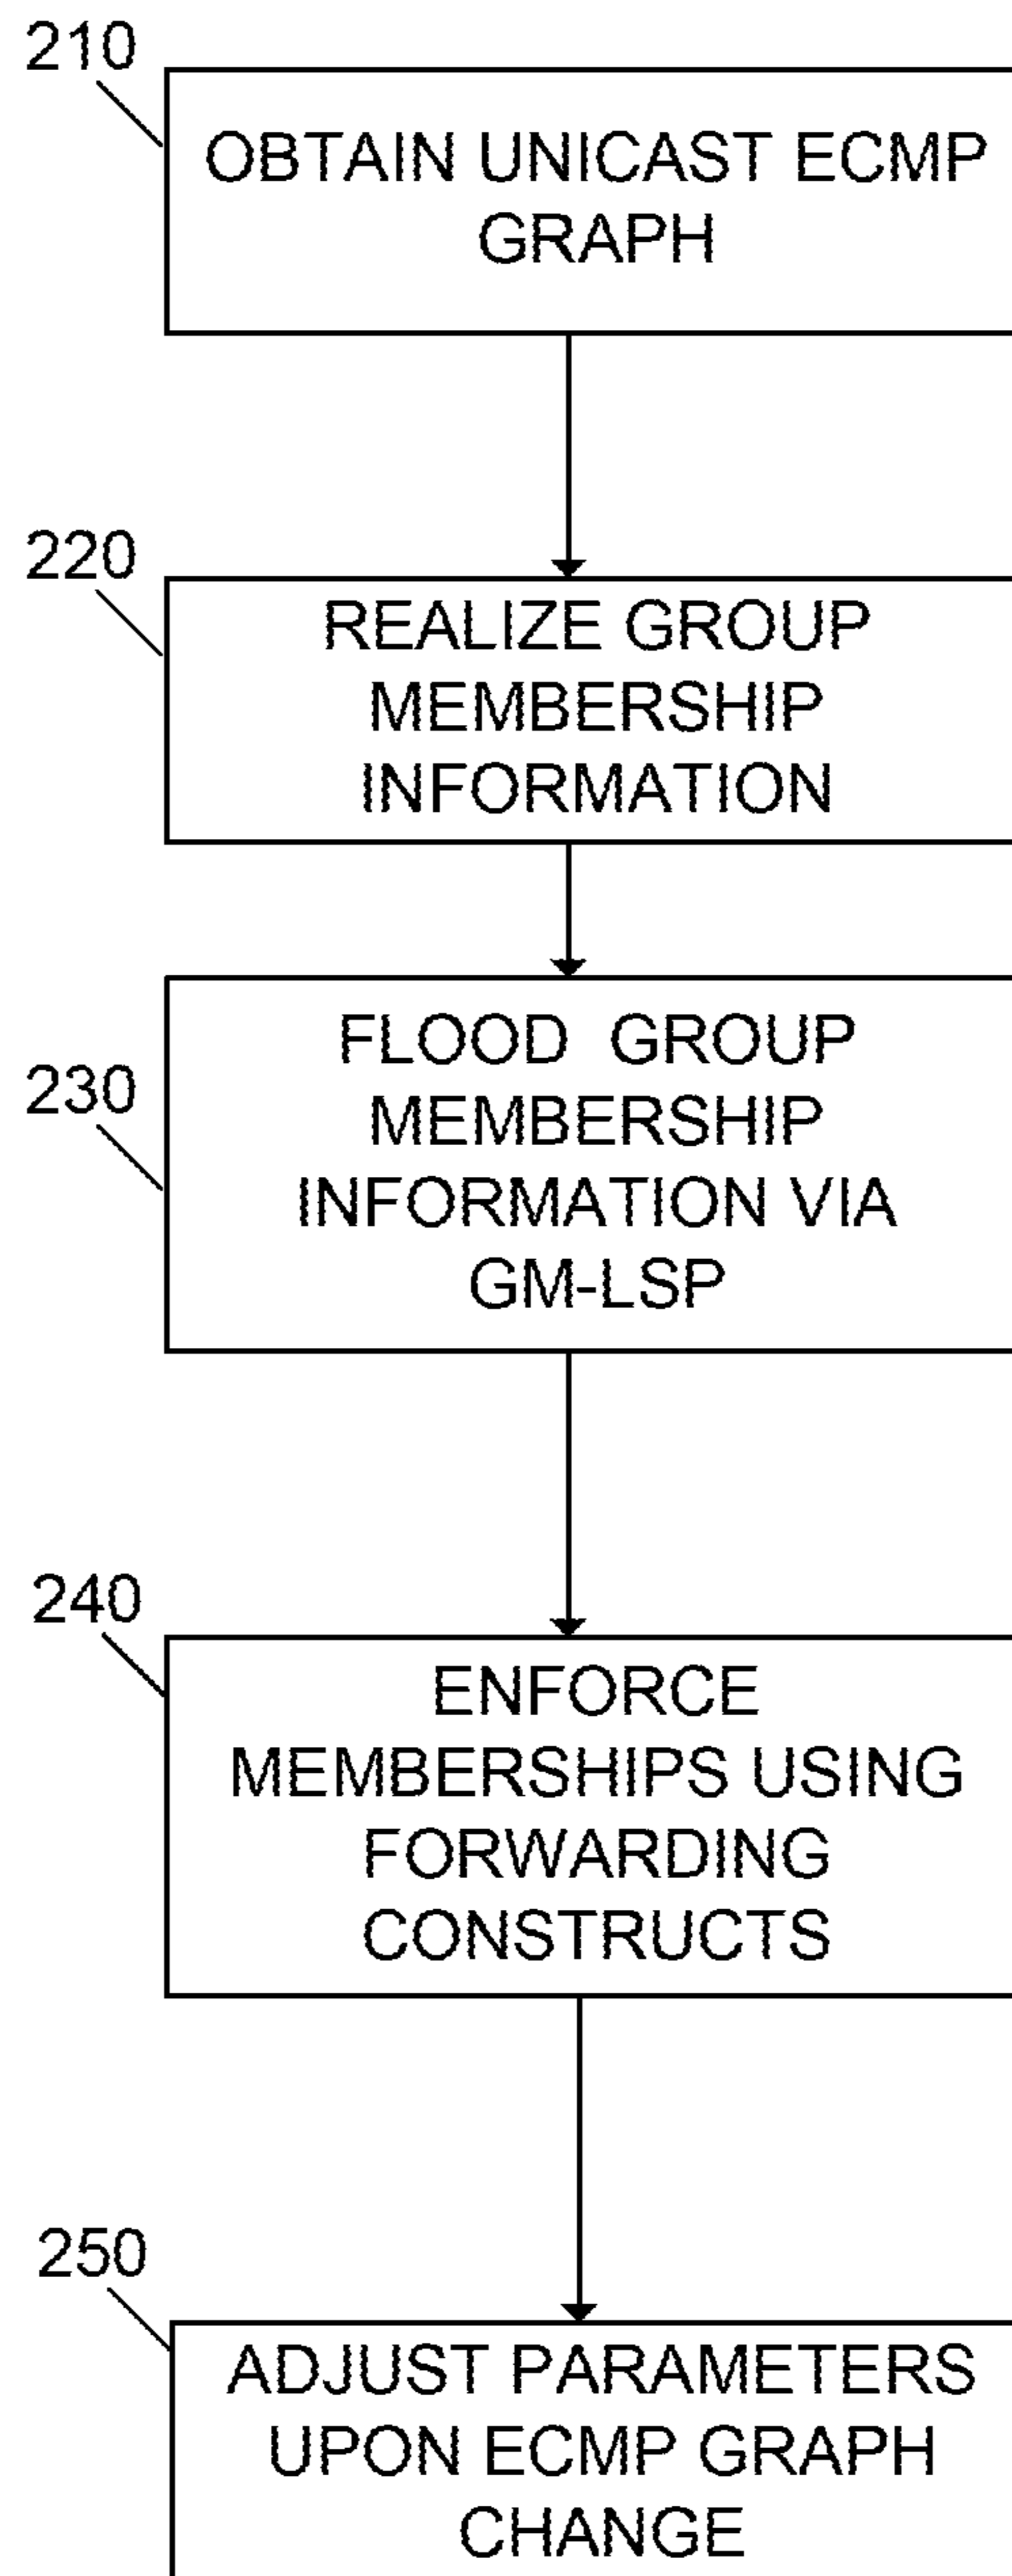 210
OBTAIN UNICAST ECMP
GRAPH
220
REALIZE GROUP
MEMBERSHIP
INFORMATION
FLOOD GROUP
230
MEMBERSHIP
INFORMATION VIA
GM-LSP
240
ENFORCE
MEMBERSHIPS USING
FORWARDING
CONSTRUCTS
250
ADJUST PARAMETERS
UPON ECMP GRAPH
CHANGE